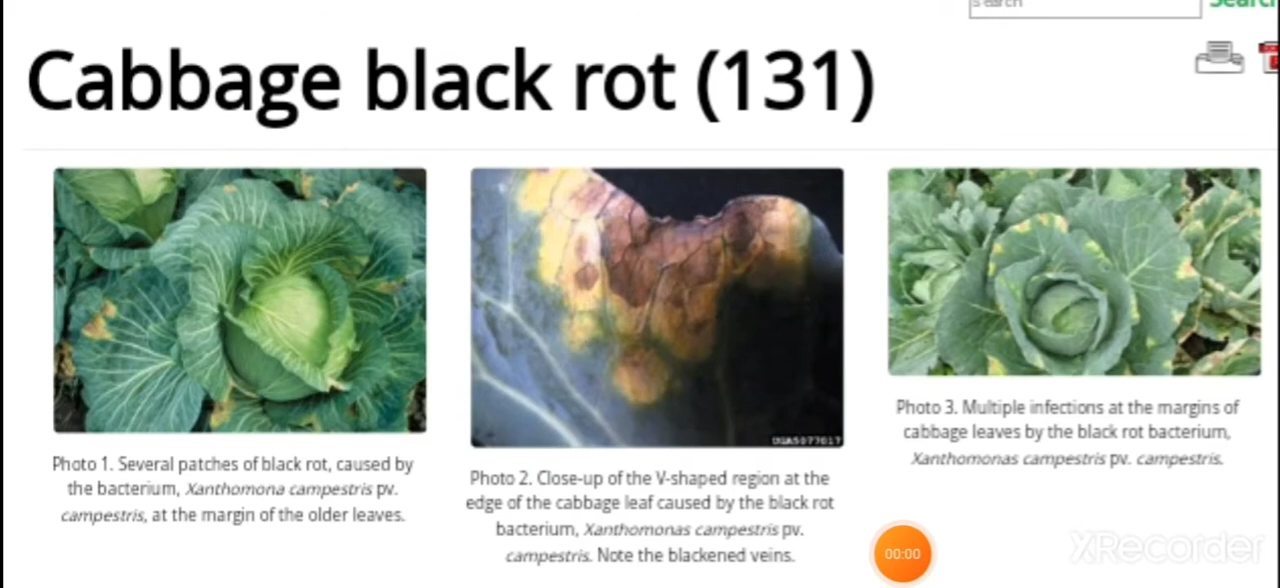 Search
Search
Cabbage black rot (131)
Photo 1. Several patches of black rot, caused by
the bacterium, Xanthomona campestris pv.
campestris, at the margin of the older leaves.
UGA5077017
Photo 2. Close-up of the V-shaped region at the
edge of the cabbage leaf caused by the black rot
bacterium, Xanthomonas campestris pv.
campestris. Note the blackened veins.
Photo 3. Multiple infections at the margins of
cabbage leaves by the black rot bacterium,
Xanthomonas campestris pv. campestris.
00:00
XRecorder